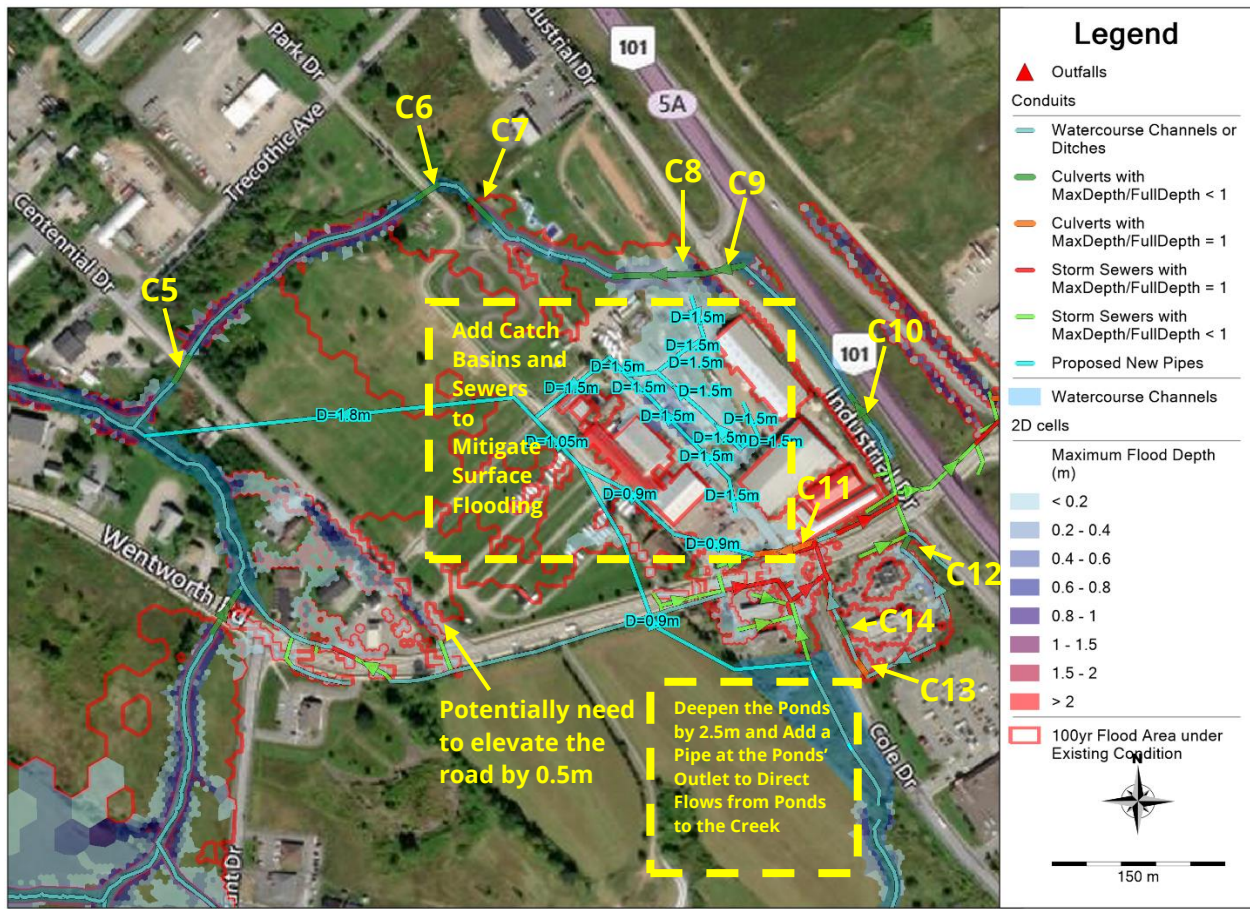 Park Dr
Trecothic Ave
Centennial Dr
Industrial Dr
101
5A
C6
C7
C8
C9
C5
C10
101
Industrial Dr
Add Catch
Basins and
Sewers
to
Mitigate
Surface
Flooding
D=1.5m
D=1.5m
D=1.5m
D=1.5m
D=1.5m
D=1.5m
D=1.5m
D=1.5m
D=1.5m
D=1.5m
D=1.8m
D=1.05m
D=0.9m
D=0.9m
D=0.9m
C11
C12
C14
C13
Wentworth Rd
Cole Dr
Potentially need
to elevate the
road by 0.5m
Deepen the Ponds
by 2.5m and Add a
Pipe at the Ponds’
Outlet to Direct
Flows from Ponds
to the Creek
Legend
Outfalls
Conduits
Watercourse Channels or
Ditches
Culverts with
MaxDepth/FullDepth < 1
Culverts with
MaxDepth/FullDepth = 1
Storm Sewers with
MaxDepth/FullDepth = 1
Storm Sewers with
MaxDepth/FullDepth < 1
Proposed New Pipes
Watercourse Channels
2D cells
Maximum Flood Depth
(m)
< 0.2
0.2 - 0.4
0.4 - 0.6
0.6 - 0.8
0.8 - 1
1 - 1.5
1.5 - 2
> 2
100yr Flood Area under
Existing Condition
N
150 m